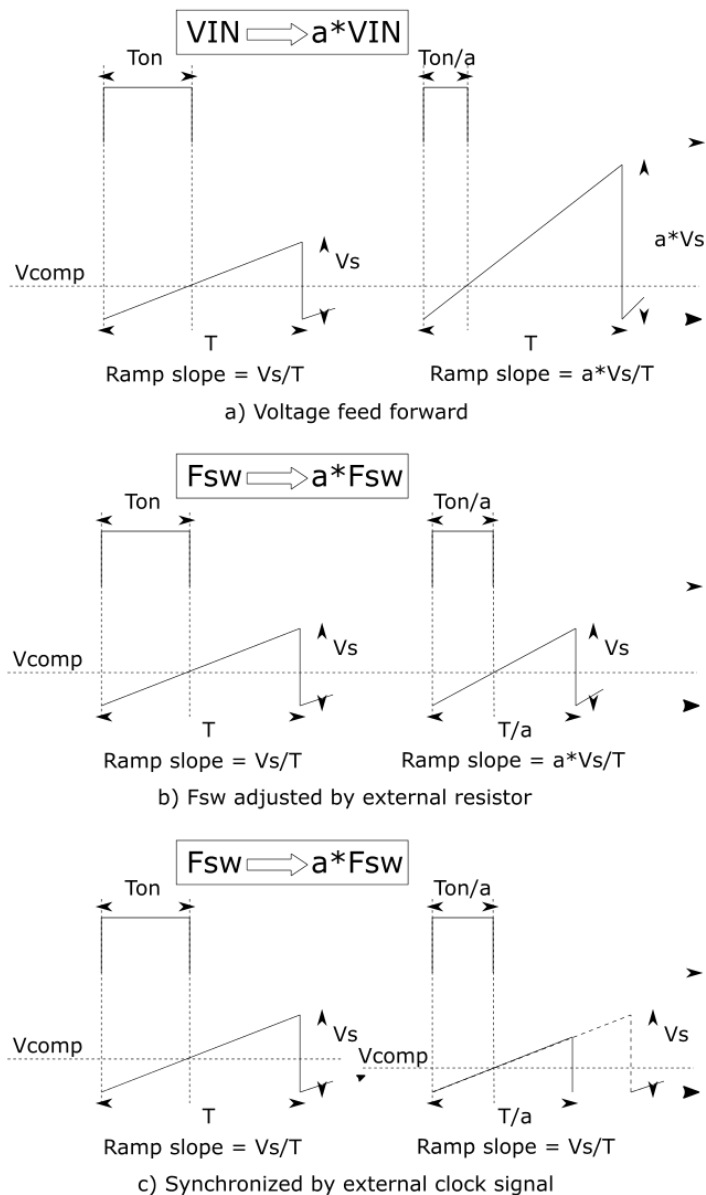 VIN a*VIN
Ton Ton/a
Vcomp Vs a*Vs
T T
Ramp slope = Vs/T Ramp slope = a*Vs/T
a) Voltage feed forward
Fsw a*Fsw
Ton Ton/a
Vcomp Vs Vs
T T/a
Ramp slope = Vs/T Ramp slope = a*Vs/T
b) Fsw adjusted by external resistor
Fsw a*Fsw
Ton Ton/a
Vcomp Vs Vcomp Vs
T T/a
Ramp slope = Vs/T Ramp slope = Vs/T
c) Synchronized by external clock signal